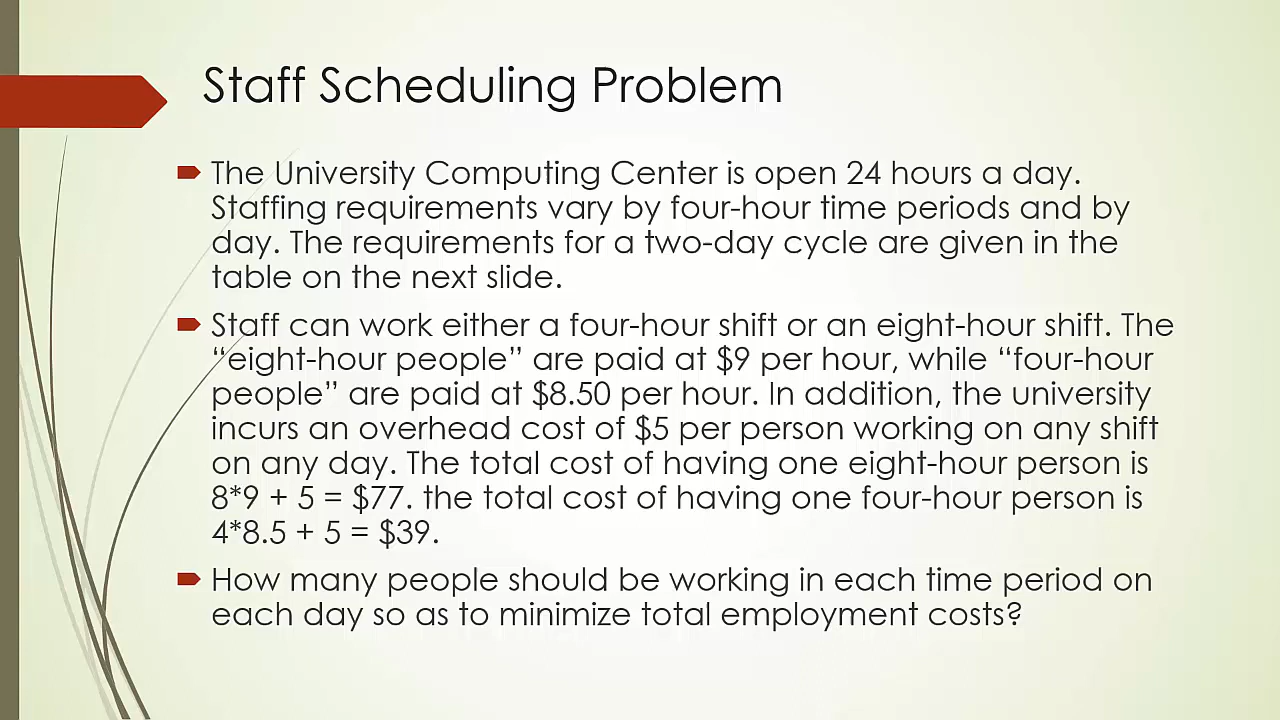 Staff Scheduling Problem
The University Computing Center is open 24 hours a day.
Staffing requirements vary by four-hour time periods and by
day. The requirements for a two-day cycle are given in the
table on the next slide.
Staff can work either a four-hour shift or an eight-hour shift. The
“eight-hour people” are paid at $9 per hour, while “four-hour
people” are paid at $8.50 per hour. In addition, the university
incurs an overhead cost of $5 per person working on any shift
on any day. The total cost of having one eight-hour person is
8*9 + 5 = $77. the total cost of having one four-hour person is
4*8.5 + 5 = $39.
How many people should be working in each time period on
each day so as to minimize total employment costs?